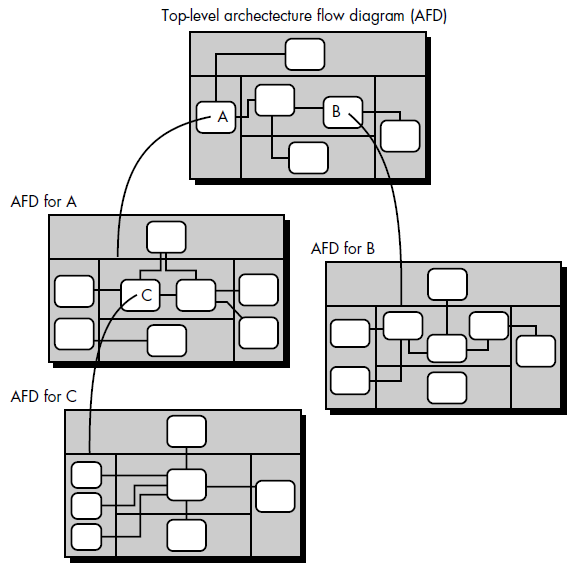 Top-level archectecture flow diagram (AFD)
A
B
AFD for A
AFD for B
C
AFD for C